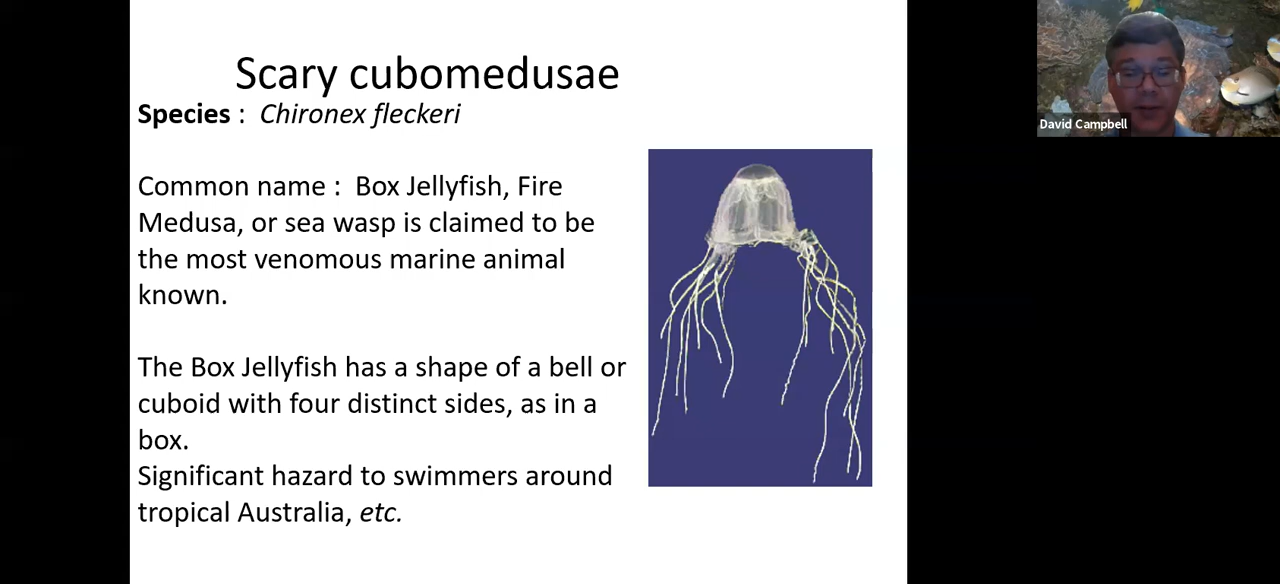 Scary cubomedusae
Species :  Chironex fleckeri
Common name :  Box Jellyfish, Fire
Medusa, or sea wasp is claimed to be
the most venomous marine animal
known.
The Box Jellyfish has a shape of a bell or
cuboid with four distinct sides, as in a
box.
Significant hazard to swimmers around
tropical Australia, etc.
David Campbell